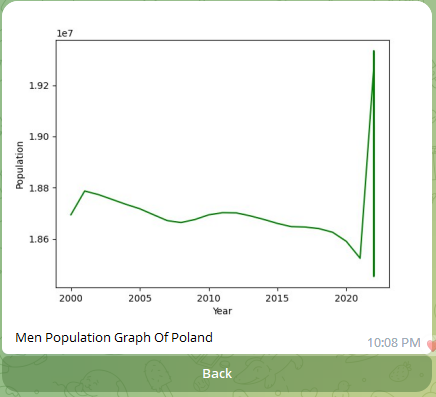 1e7
1.92
1.90
1.88
1.86
Population
2000 2005 2010 2015 2020
Year
Men Population Graph Of Poland
10:08 PM
Back